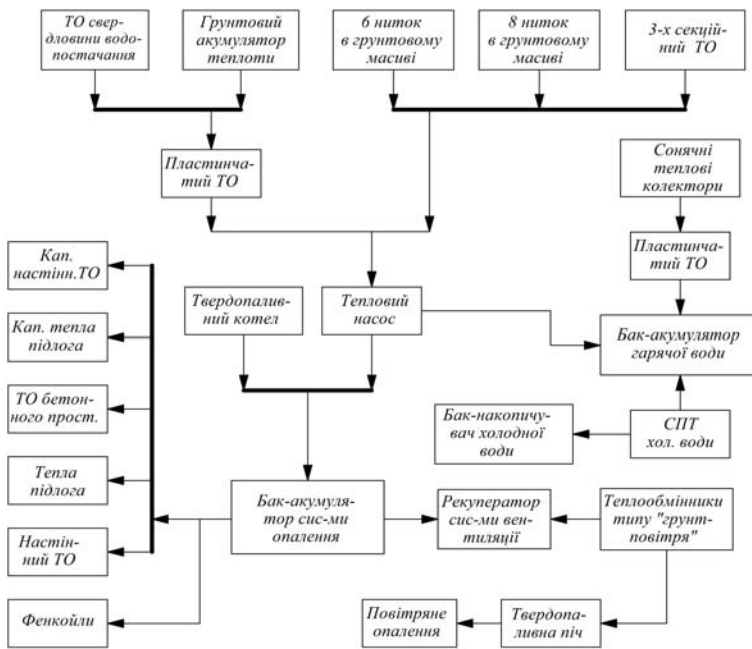 ТО сверд-
ловини водо-
постачання
Грунтовий
акумулятор
теплоти
6 ниток
в грунтовому
масиві
8 ниток
в грунтовому
масиві
3-х секцій-
ний ТО
Пластинча-
тий ТО
Сонячні
теплові
колектори
Кап.
настінн.ТО
Твердопалив-
ний котел
Тепловий
насос
Пластинча-
тий ТО
Кап. тепла
підлога
Бак-акумулятор
гарячої води
ТО бетон-
ного прост.
Бак-накопичу-
вач холодної
води
СПТ
хол. води
Тепла
підлога
Бак-акумуля-
тор сис-ми
опалення
Рекуператор
сис-ми вен-
тиляції
Теплообмінники
типу "грунт-
повітря"
Настін-
ний ТО
Фенкойли
Повітряне
опалення
Твердопа-
ливна піч